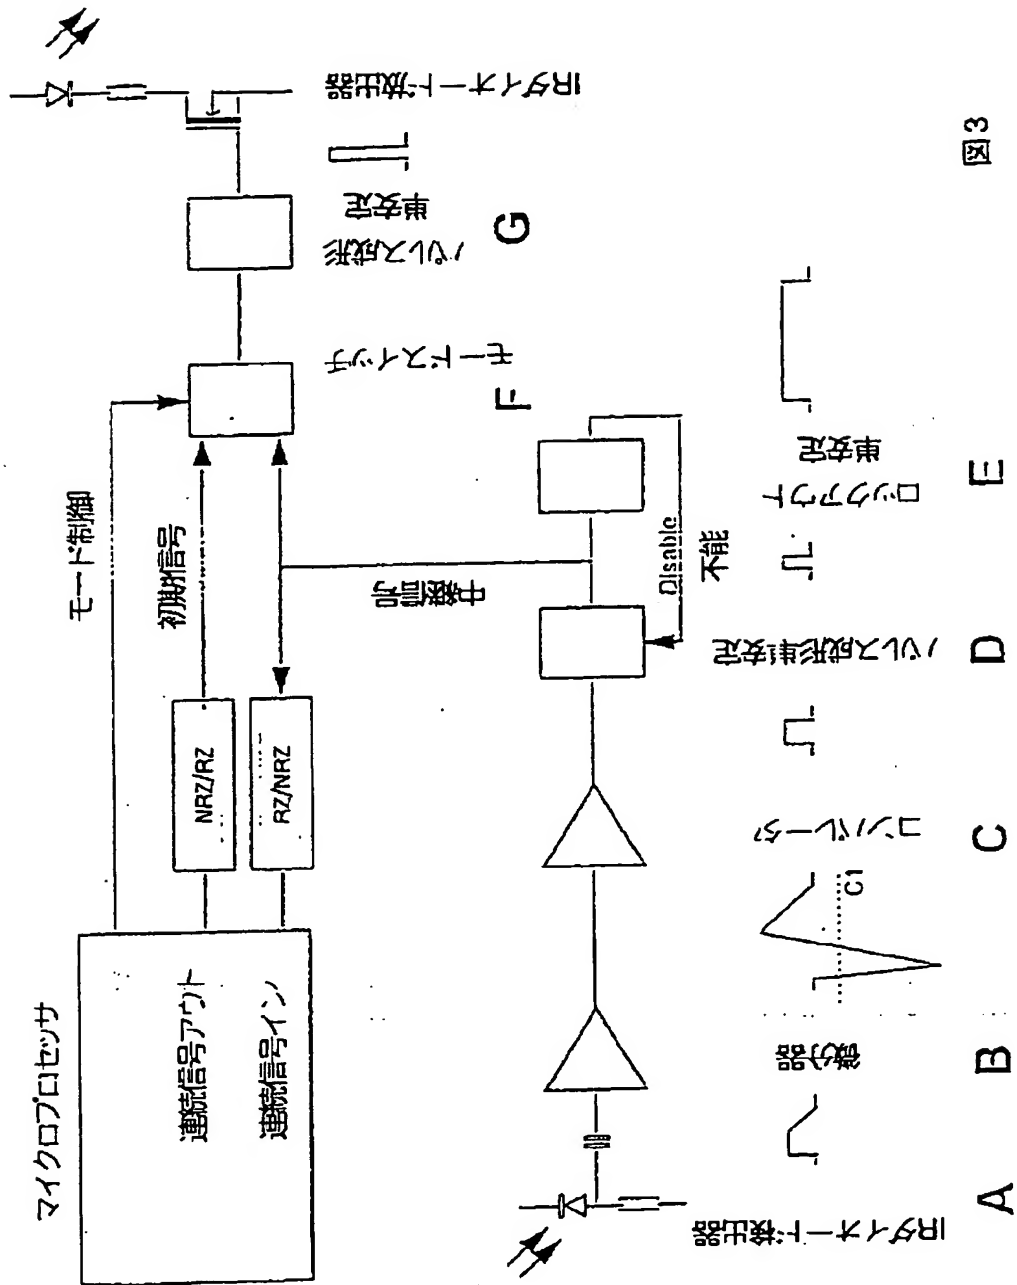 マイクロプロセッサ
連続信号アウト
連続信号イン
NRZ/RZ
RZ/NRZ
モード制御
初期信号
中継信号
モードスイッチ
F
単安定
パルス成形
G
IRダイオード放出器
IRダイオード検出器
A
微分器
B
C1
コンパレータ
C
パルス成形単安定
D
Disable
不能
単安定
ロックアウト
E
図3